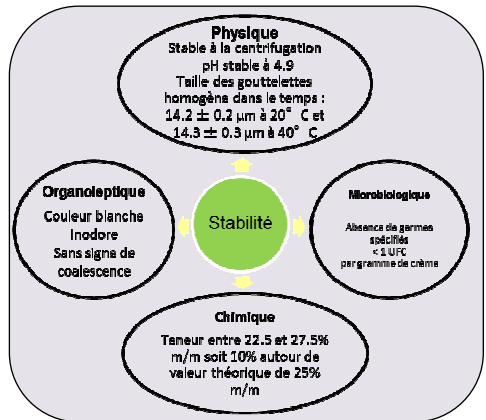 Physique
Stable à la centrifugation
pH stable à 4.9
Taille des gouttelettes
homogène dans le temps :
14.2 ± 0.2 µm à 20° C et
14.3 ± 0.3 µm à 40° C
Organoleptique
Couleur blanche
Inodore
Sans signe de
coalescence
Stabilité
Microbiologique
Absence de germes
spécifiés
< 1 UFC
par gramme de crème
Chimique
Teneur entre 22.5 et 27.5%
m/m soit 10% autour de
valeur théorique de 25%
m/m